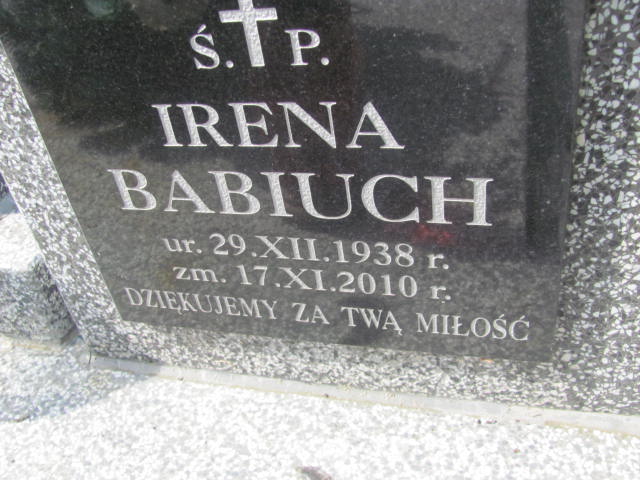 Ś. P.
IRENA
BABIUCH
ur. 29.XII.1938 r.
zm. 17.XI.2010 r.
DZIĘKUJEMY ZA TWĄ MIŁOŚĆ